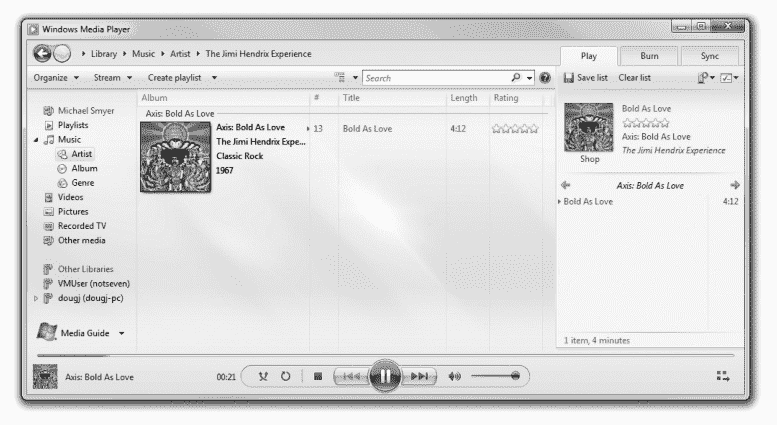 Windows Media Player
Library Music Artist The Jimi Hendrix Experience
Play Burn Sync
Organize Stream Create playlist Search
Save list Clear list
Album # Title Length Rating
Michael Smyer
Playlists
Music
Artist
Album
Genre
Videos
Pictures
Recorded TV
Other media
Other Libraries
VMUser (notseven)
dougj (dougj-pc)
Media Guide
Axis: Bold As Love
Axis: Bold As Love 13 Bold As Love 4:12
The Jimi Hendrix Expe...
Classic Rock
1967
Bold As Love
Axis: Bold As Love
The Jimi Hendrix Experience
Shop
Axis: Bold As Love
Bold As Love 4:12
1 item, 4 minutes
Axis: Bold As Love 00:21